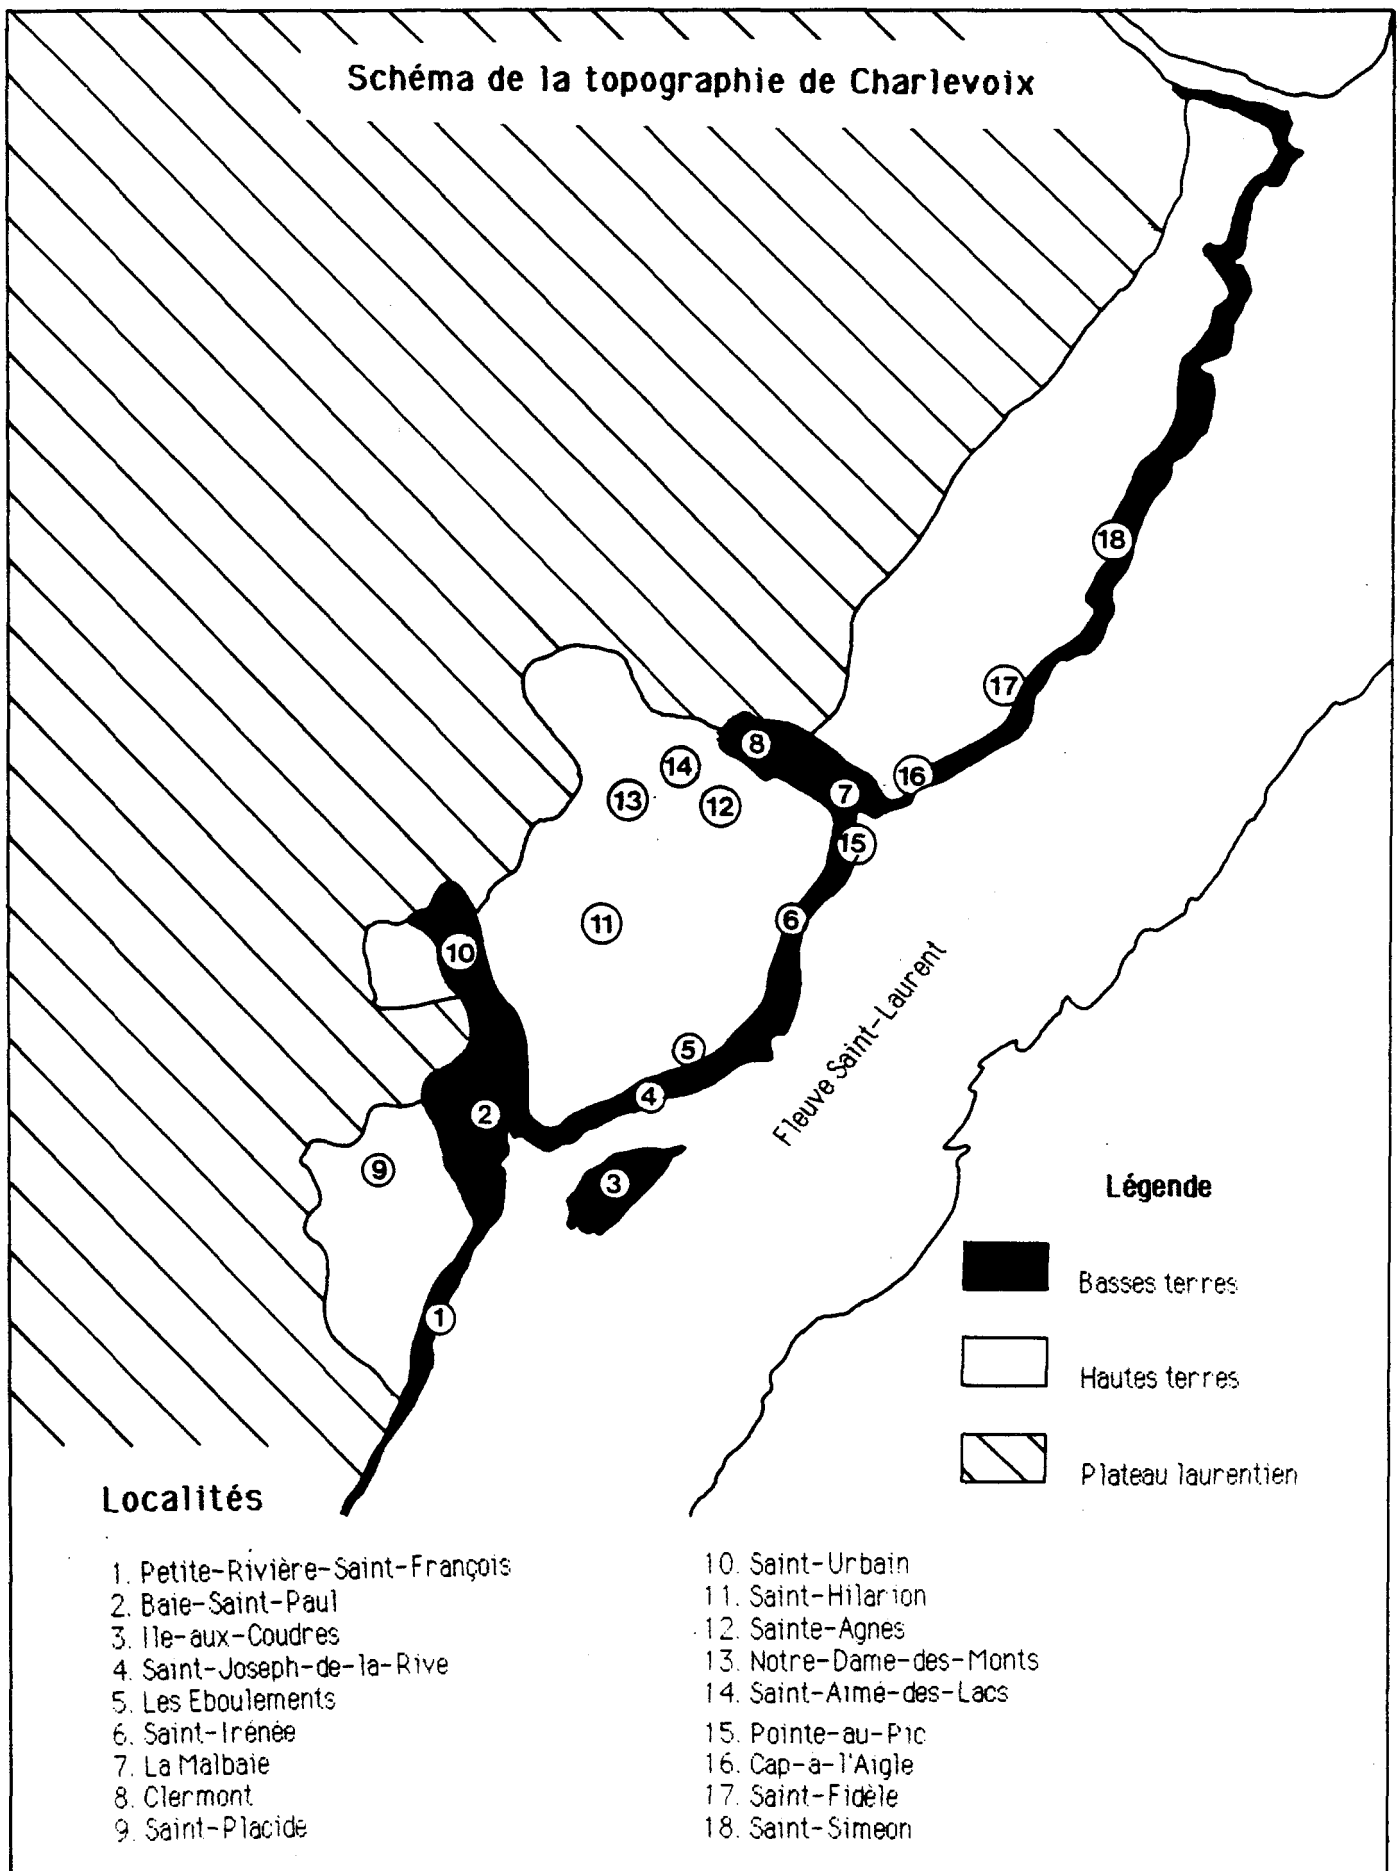 Schéma de la topographie de Charlevoix
18
17
16
8
7
14
13
12
15
11
6
10
5
4
2
3
9
1
Fleuve Saint-Laurent
Légende
Basses terres
Hautes terres
Plateau laurentien
Localités
1. Petite-Rivière-Saint-François
2. Baie-Saint-Paul
3. Ile-aux-Coudres
4. Saint-Joseph-de-la-Rive
5. Les Eboulements
6. Saint-Irénée
7. La Malbaie
8. Clermont
9. Saint-Placide
10. Saint-Urbain
11. Saint-Hilarion
12. Sainte-Agnes
13. Notre-Dame-des-Monts
14. Saint-Aimé-des-Lacs
15. Pointe-au-Pic
16. Cap-à-l'Aigle
17. Saint-Fidèle
18. Saint-Simeon